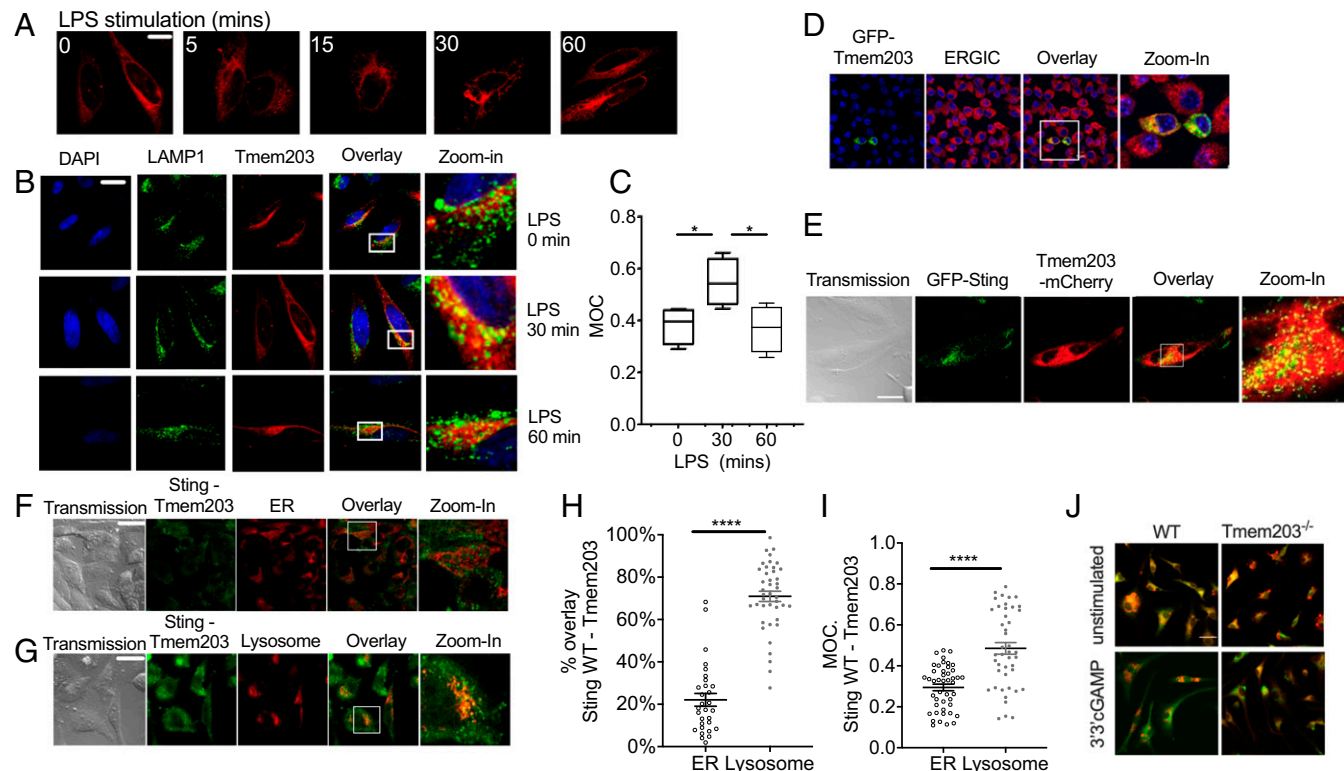 A
LPS stimulation (mins)
0
5
15
30
60
B
DAPI
LAMP1
Tmem203
Overlay
Zoom-in
LPS
0 min
LPS
30 min
LPS
60 min
C
MOC
0.8
0.6
0.4
0.2
0.0
*
*
0
30
60
LPS (mins)
D
GFP-
Tmem203
ERGIC
Overlay
Zoom-In
E
Transmission
GFP-Sting
Tmem203
-mCherry
Overlay
Zoom-In
F
Transmission
Sting -
Tmem203
ER
Overlay
Zoom-In
G
Transmission
Sting -
Tmem203
Lysosome
Overlay
Zoom-In
H
% overlay
Sting WT - Tmem203
100%
80%
60%
40%
20%
0%
****
ER Lysosome
I
MOC.
Sting WT - Tmem203
1.0
0.8
0.6
0.4
0.2
0.0
****
ER Lysosome
J
WT
Tmem203-/-
unstimulated
3'3'cGAMP